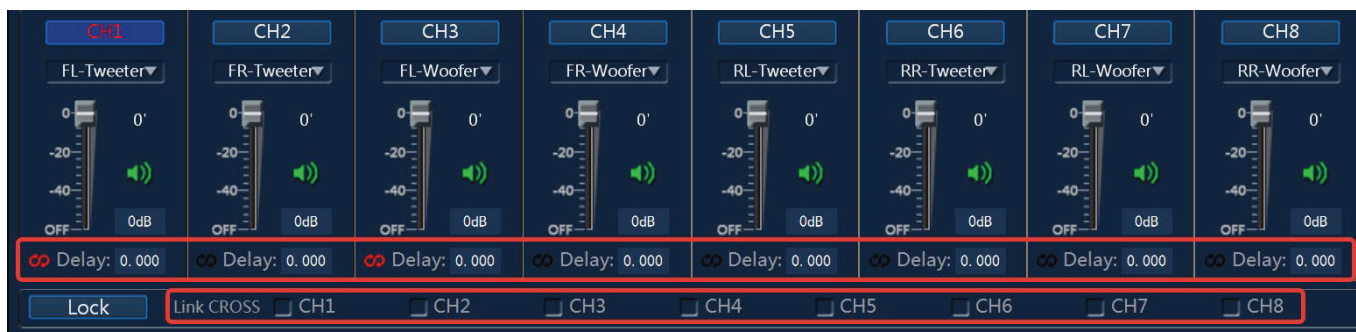 CH1 CH2 CH3 CH4 CH5 CH6 CH7 CH8
FL-Tweeter FR-Tweeter FL-Woofer FR-Woofer RL-Tweeter RR-Tweeter RL-Woofer RR-Woofer
0 0' 0 0' 0 0' 0 0' 0 0' 0 0' 0 0' 0 0'
-20 -20 -20 -20 -20 -20 -20 -20
-40 -40 -40 -40 -40 -40 -40 -40
OFF 0dB OFF 0dB OFF 0dB OFF 0dB OFF 0dB OFF 0dB OFF 0dB OFF 0dB
Delay: 0.000 Delay: 0.000 Delay: 0.000 Delay: 0.000 Delay: 0.000 Delay: 0.000 Delay: 0.000 Delay: 0.000
Lock Link CROSS CH1 CH2 CH3 CH4 CH5 CH6 CH7 CH8